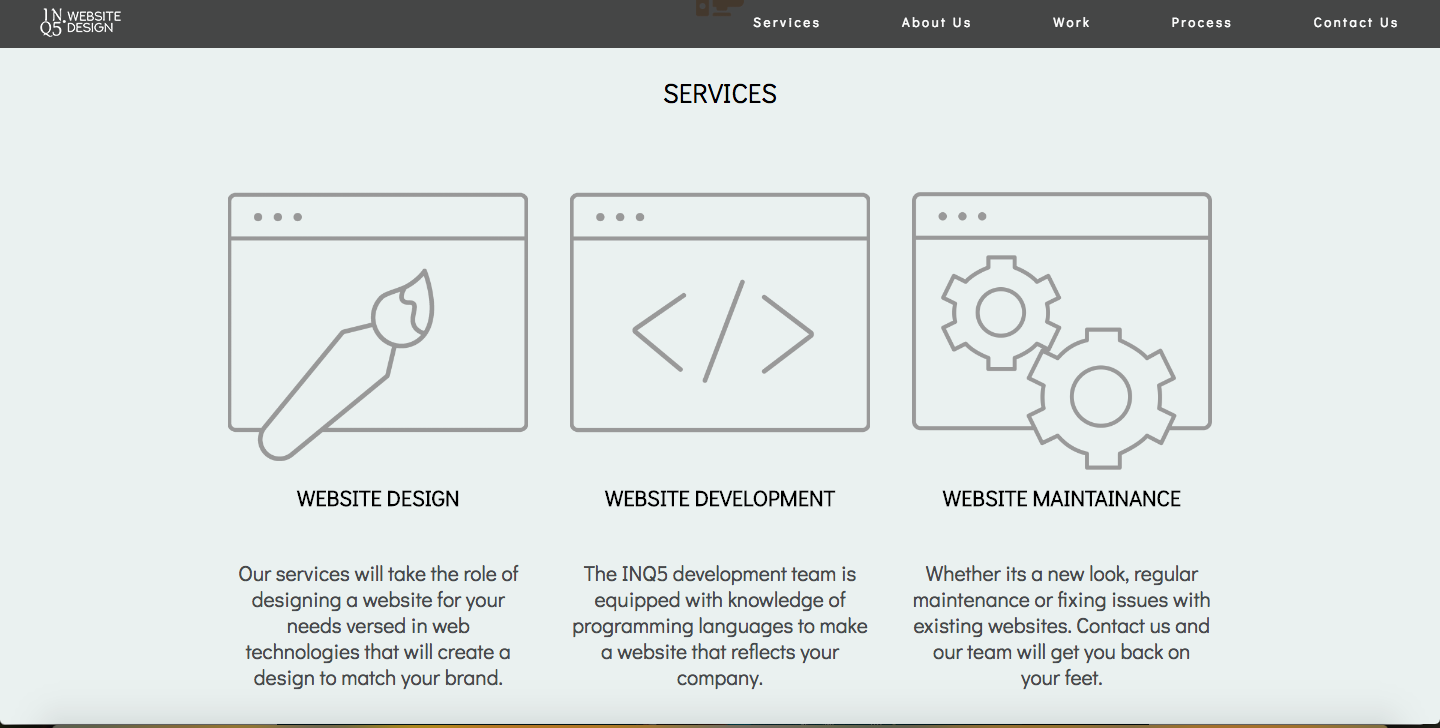 1N. WEBSITE
Q5. DESIGN
Services About Us Work Process Contact Us
SERVICES
WEBSITE DESIGN
Our services will take the role of
designing a website for your
needs versed in web
technologies that will create a
design to match your brand.
WEBSITE DEVELOPMENT
The INQ5 development team is
equipped with knowledge of
programming languages to make
a website that reflects your
company.
WEBSITE MAINTAINANCE
Whether its a new look, regular
maintenance or fixing issues with
existing websites. Contact us and
our team will get you back on
your feet.